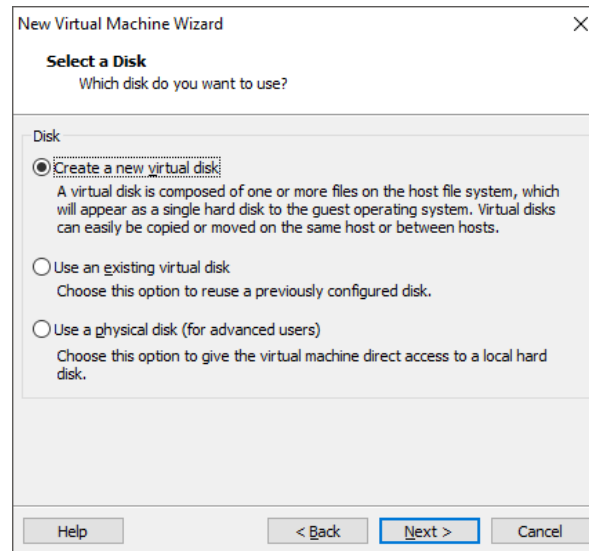 New Virtual Machine Wizard
Select a Disk
Which disk do you want to use?
Disk
Create a new virtual disk
A virtual disk is composed of one or more files on the host file system, which
will appear as a single hard disk to the guest operating system. Virtual disks
can easily be copied or moved on the same host or between hosts.
Use an existing virtual disk
Choose this option to reuse a previously configured disk.
Use a physical disk (for advanced users)
Choose this option to give the virtual machine direct access to a local hard
disk.
Help
< Back
Next >
Cancel